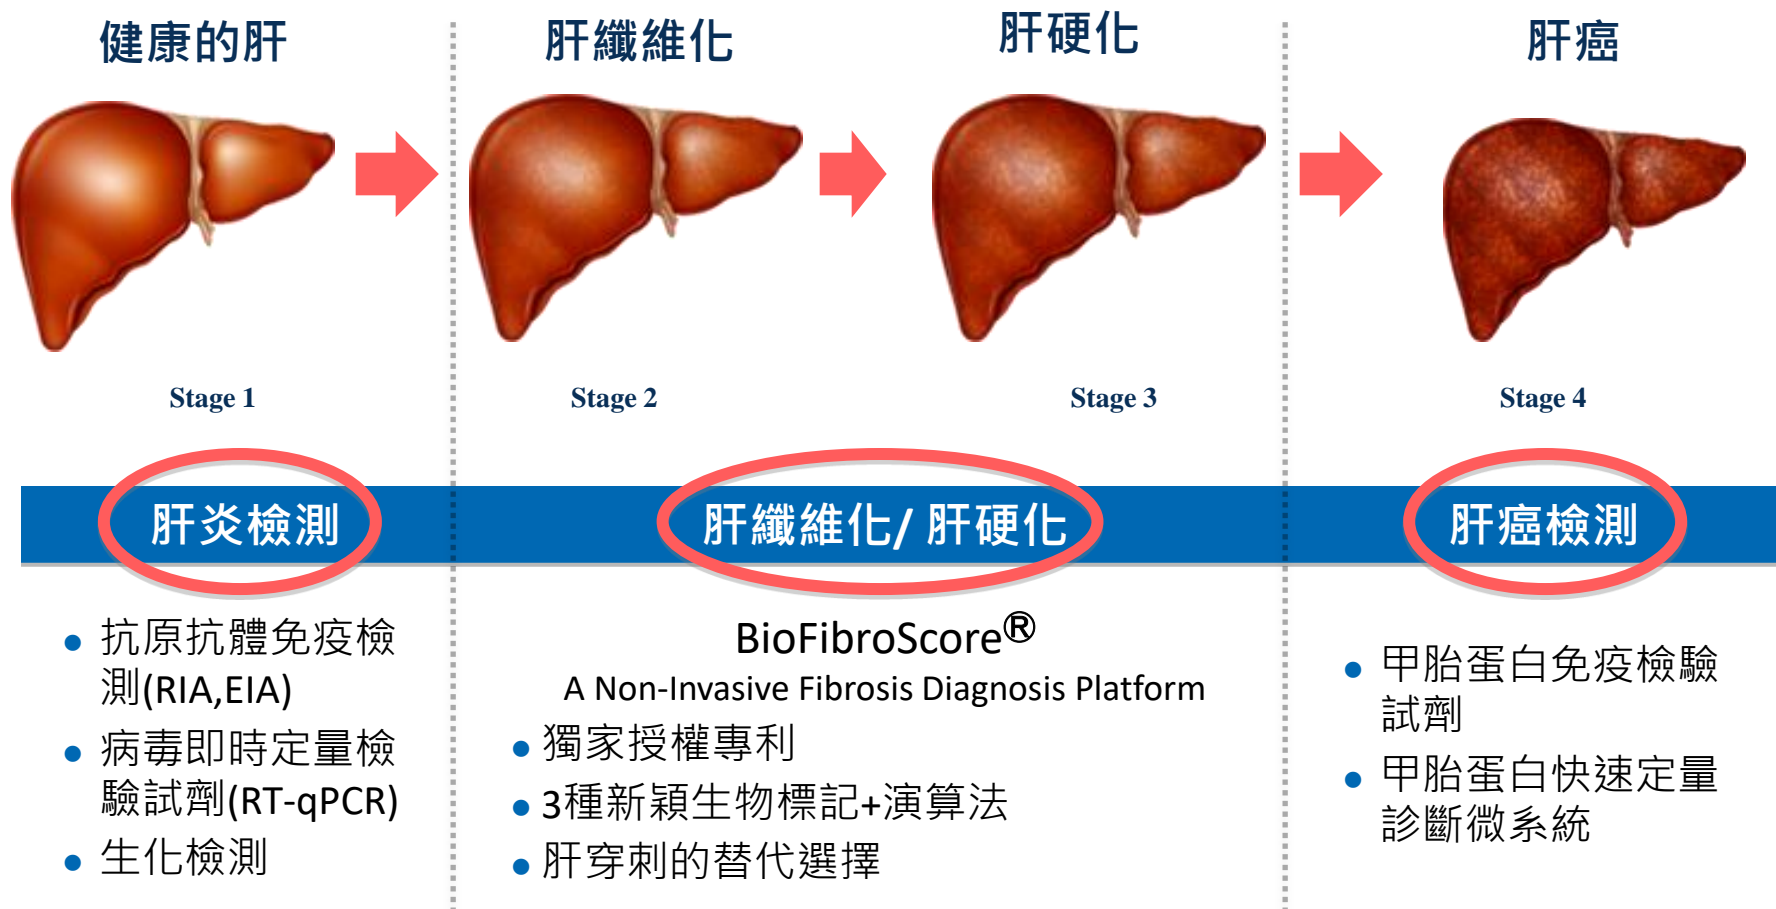 健康的肝
肝纖維化
肝硬化
肝癌
Stage 1
Stage 2
Stage 3
Stage 4
肝炎檢測
肝纖維化/ 肝硬化
肝癌檢測
● 抗原抗體免疫檢
測(RIA,EIA)
● 病毒即時定量檢
驗試劑(RT-qPCR)
● 生化檢測
BioFibroScore®
A Non-Invasive Fibrosis Diagnosis Platform
● 獨家授權專利
● 3種新穎生物標記+演算法
● 肝穿刺的替代選擇
● 甲胎蛋白免疫檢驗
試劑
● 甲胎蛋白快速定量
診斷微系統